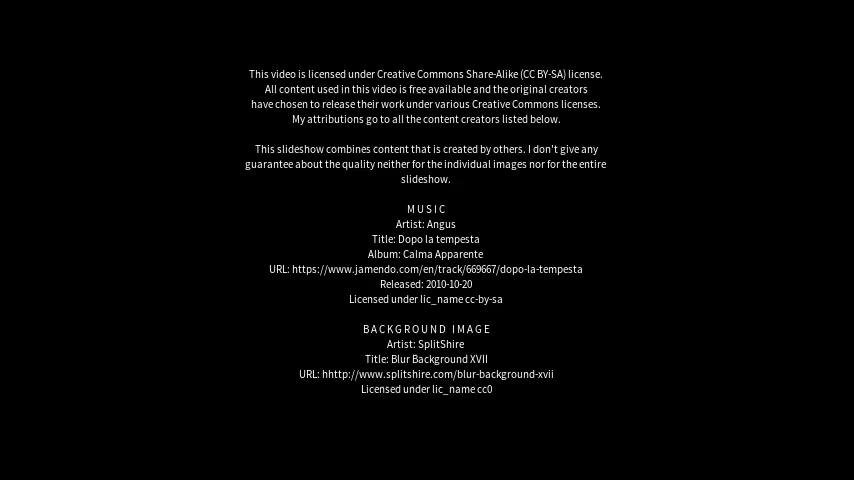 This video is licensed under Creative Commons Share-Alike (CC BY-SA) license.
All content used in this video is free available and the original creators
have chosen to release their work under various Creative Commons licenses.
My attributions go to all the content creators listed below.
This slideshow combines content that is created by others. I don't give any
guarantee about the quality neither for the individual images nor for the entire
slideshow.
MUSIC
Artist: Angus
Title: Dopo la tempesta
Album: Calma Apparente
URL: https://www.jamendo.com/en/track/669667/dopo-la-tempesta
Released: 2010-10-20
Licensed under lic_name cc-by-sa
BACKGROUND IMAGE
Artist: SplitShire
Title: Blur Background XVII
URL: hhttp://www.splitshire.com/blur-background-xvii
Licensed under lic_name cc0